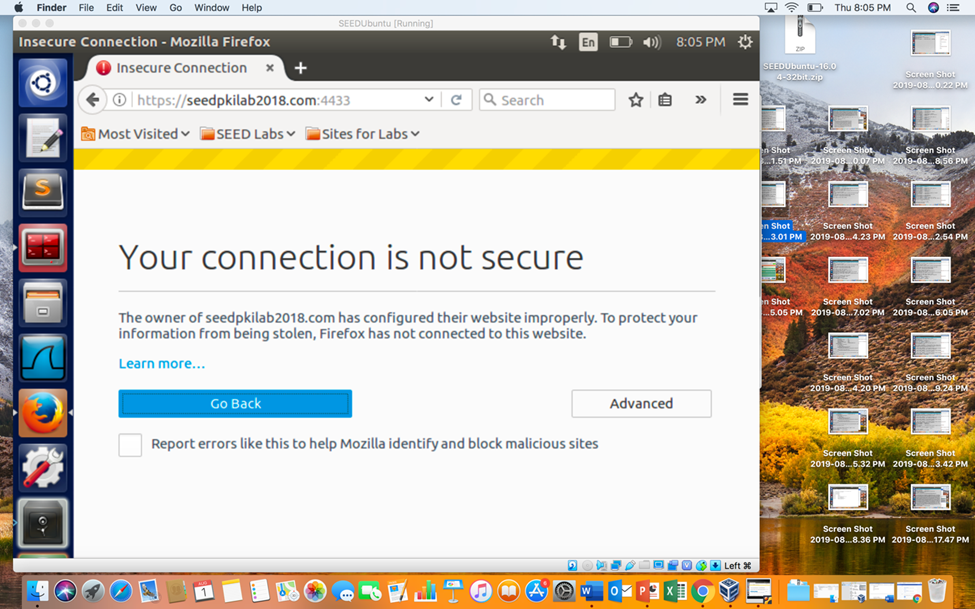 Finder File Edit View Go Window Help Thu 8:05 PM
SEEDUbuntu [Running]
Insecure Connection - Mozilla Firefox En 8:05 PM
Insecure Connection
https://seedpkilab2018.com:4433 Search
Most Visited SEED Labs Sites for Labs
Your connection is not secure
The owner of seedpkilab2018.com has configured their website improperly. To protect your
information from being stolen, Firefox has not connected to this website.
Learn more…
Go Back Advanced
Report errors like this to help Mozilla identify and block malicious sites
Left ⌘
ZIP
SEEDUbuntu-16.0
4-32bit.zip
Screen Shot
2019-08...0.22 PM
Screen Shot Screen Shot
...1.51 PM 2019-08...0.07 PM 2019-08...8.56 PM
Screen Shot Screen Shot
...3.01 PM 2019-08...4.23 PM 2019-08...2.54 PM
Screen Shot Screen Shot
...5.05 PM 2019-08...7.02 PM 2019-08...6.05 PM
Screen Shot Screen Shot
2019-08...4.20 PM 2019-08...9.24 PM
Screen Shot Screen Shot
2019-08...5.32 PM 2019-08...3.42 PM
Screen Shot Screen Shot
2019-08...8.36 PM 2019-08...17.47 PM